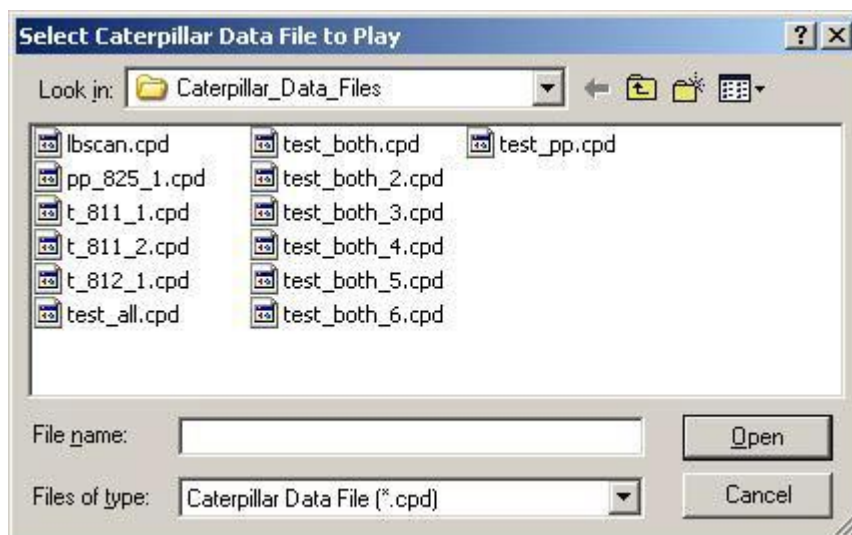 Select Caterpillar Data File to Play
Look in: Caterpillar_Data_Files
lbscan.cpd test_both.cpd test_pp.cpd
pp_825_1.cpd test_both_2.cpd
t_811_1.cpd test_both_3.cpd
t_811_2.cpd test_both_4.cpd
t_812_1.cpd test_both_5.cpd
test_all.cpd test_both_6.cpd
File name: Open
Files of type: Caterpillar Data File (*.cpd) Cancel